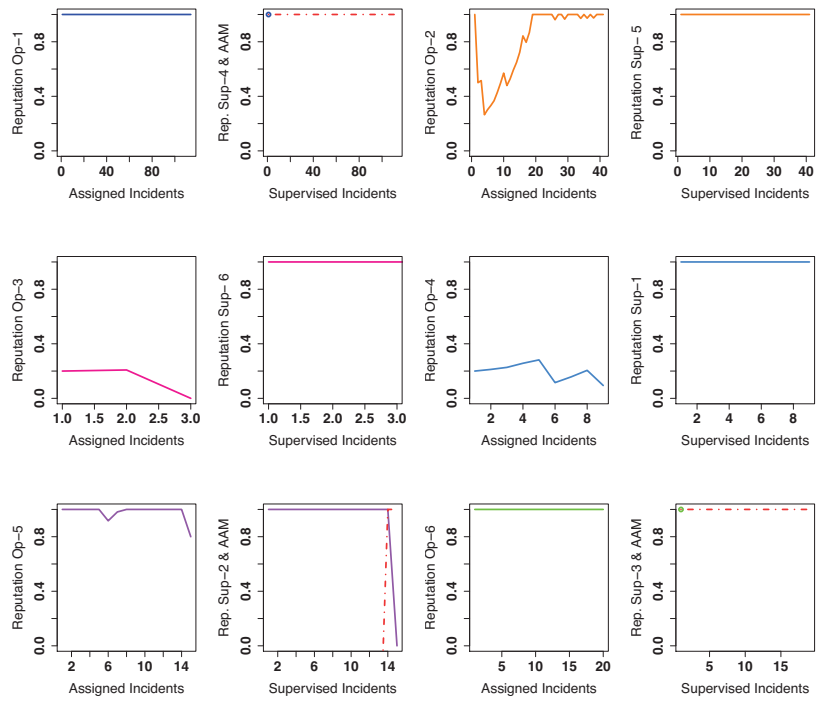 Reputation Op−1
0.0 0.4 0.8
0 40 80
Assigned Incidents
Rep. Sup−4 & AAM
0.0 0.4 0.8
0 40 80
Supervised Incidents
Reputation Op−2
0.0 0.4 0.8
0 10 20 30 40
Assigned Incidents
Reputation Sup− 5
0.0 0.4 0.8
0 10 20 30 40
Supervised Incidents
Reputation Op−3
0.0 0.4 0.8
1.0 1.5 2.0 2.5 3.0
Assigned Incidents
Reputation Sup− 6
0.0 0.4 0.8
1.0 1.5 2.0 2.5 3.0
Supervised Incidents
Reputation Op−4
0.0 0.4 0.8
2 4 6 8
Assigned Incidents
Reputation Sup−1
0.0 0.4 0.8
2 4 6 8
Supervised Incidents
Reputation Op−5
0.0 0.4 0.8
2 6 10 14
Assigned Incidents
Rep. Sup−2 & AAM
0.0 0.4 0.8
2 6 10 14
Supervised Incidents
Reputation Op−6
0.0 0.4 0.8
5 10 15 20
Assigned Incidents
Rep. Sup−3 & AAM
0.0 0.4 0.8
5 10 15
Supervised Incidents